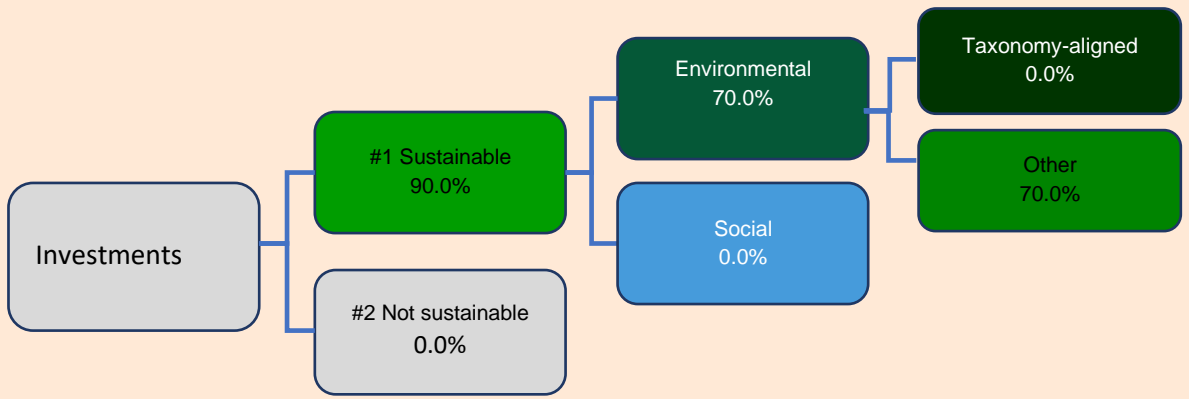 Investments
#1 Sustainable
90.0%
#2 Not sustainable
0.0%
Environmental
70.0%
Social
0.0%
Taxonomy-aligned
0.0%
Other
70.0%